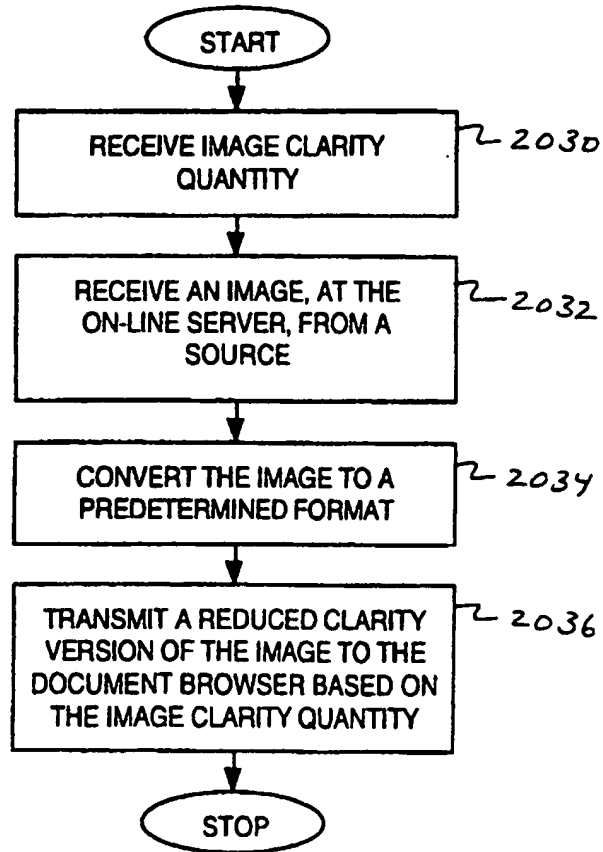 START
RECEIVE IMAGE CLARITY
QUANTITY
2030
RECEIVE AN IMAGE, AT THE
ON-LINE SERVER, FROM A
SOURCE
2032
CONVERT THE IMAGE TO A
PREDETERMINED FORMAT
2034
TRANSMIT A REDUCED CLARITY
VERSION OF THE IMAGE TO THE
DOCUMENT BROWSER BASED ON
THE IMAGE CLARITY QUANTITY
2036
STOP